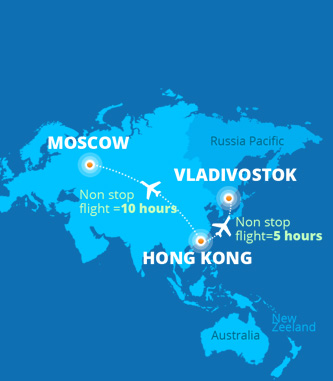 Russia Pacific
MOSCOW
VLADIVOSTOK
Non stop
flight =10 hours
Non stop
flight=5 hours
HONG KONG
New
Zeeland
Australia